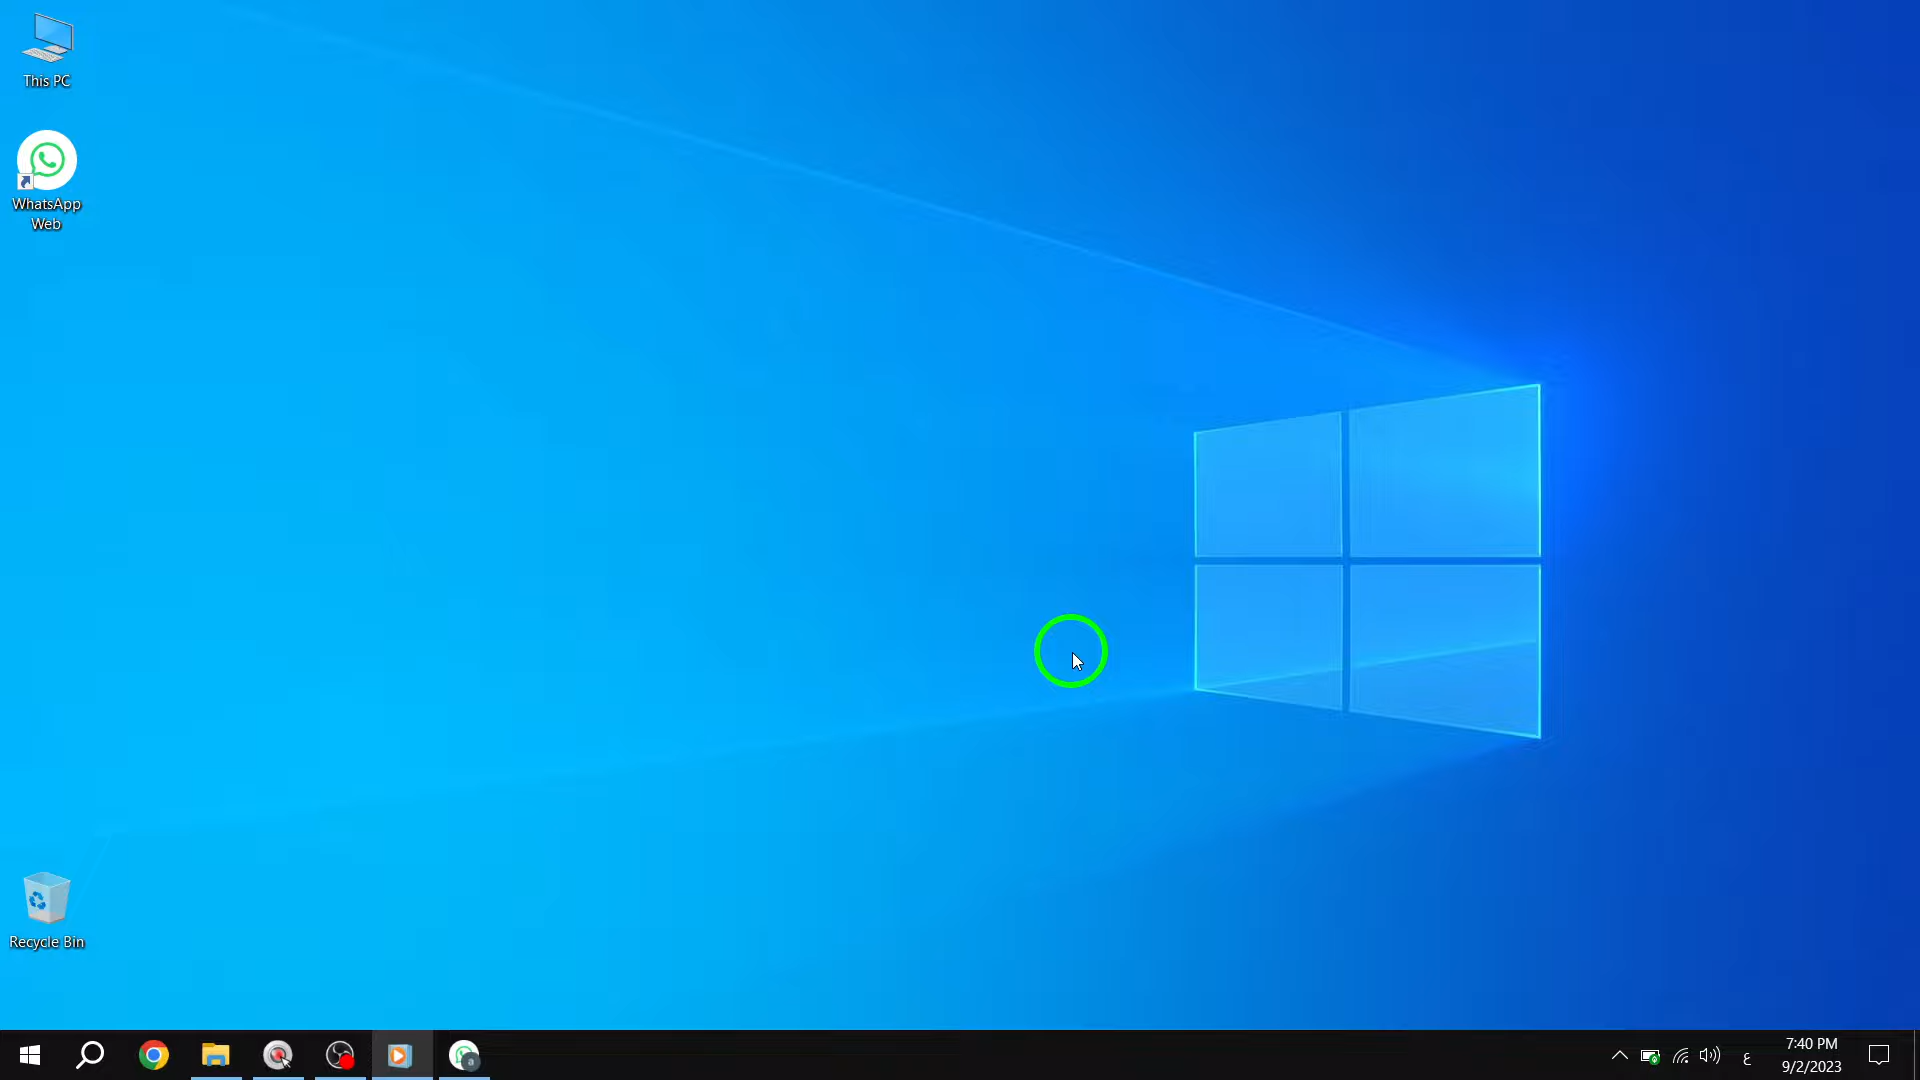 This PC
WhatsApp
Web
Recycle Bin
a
ع
7:40 PM
9/2/2023